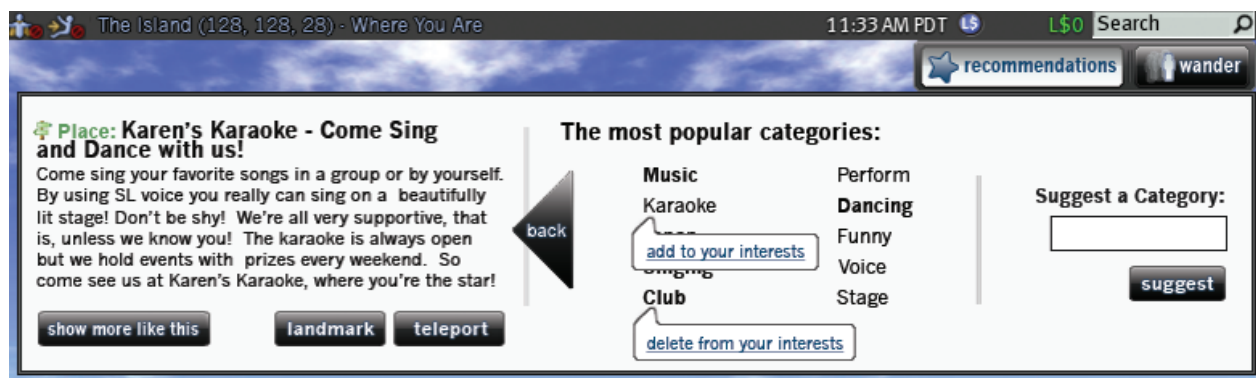 The Island (128, 128, 28) - Where You Are
11:33 AM PDT
L$
L$0
Search
recommendations
wander
Place: Karen's Karaoke - Come Sing
and Dance with us!
Come sing your favorite songs in a group or by yourself.
By using SL voice you really can sing on a beautifully
lit stage! Don't be shy! We're all very supportive, that
is, unless we know you! The karaoke is always open
but we hold events with prizes every weekend. So
come see us at Karen's Karaoke, where you're the star!
show more like this
landmark
teleport
back
The most popular categories:
Music
Karaoke
add to your interests
Singing
Club
delete from your interests
Perform
Dancing
Funny
Voice
Stage
Suggest a Category:
suggest